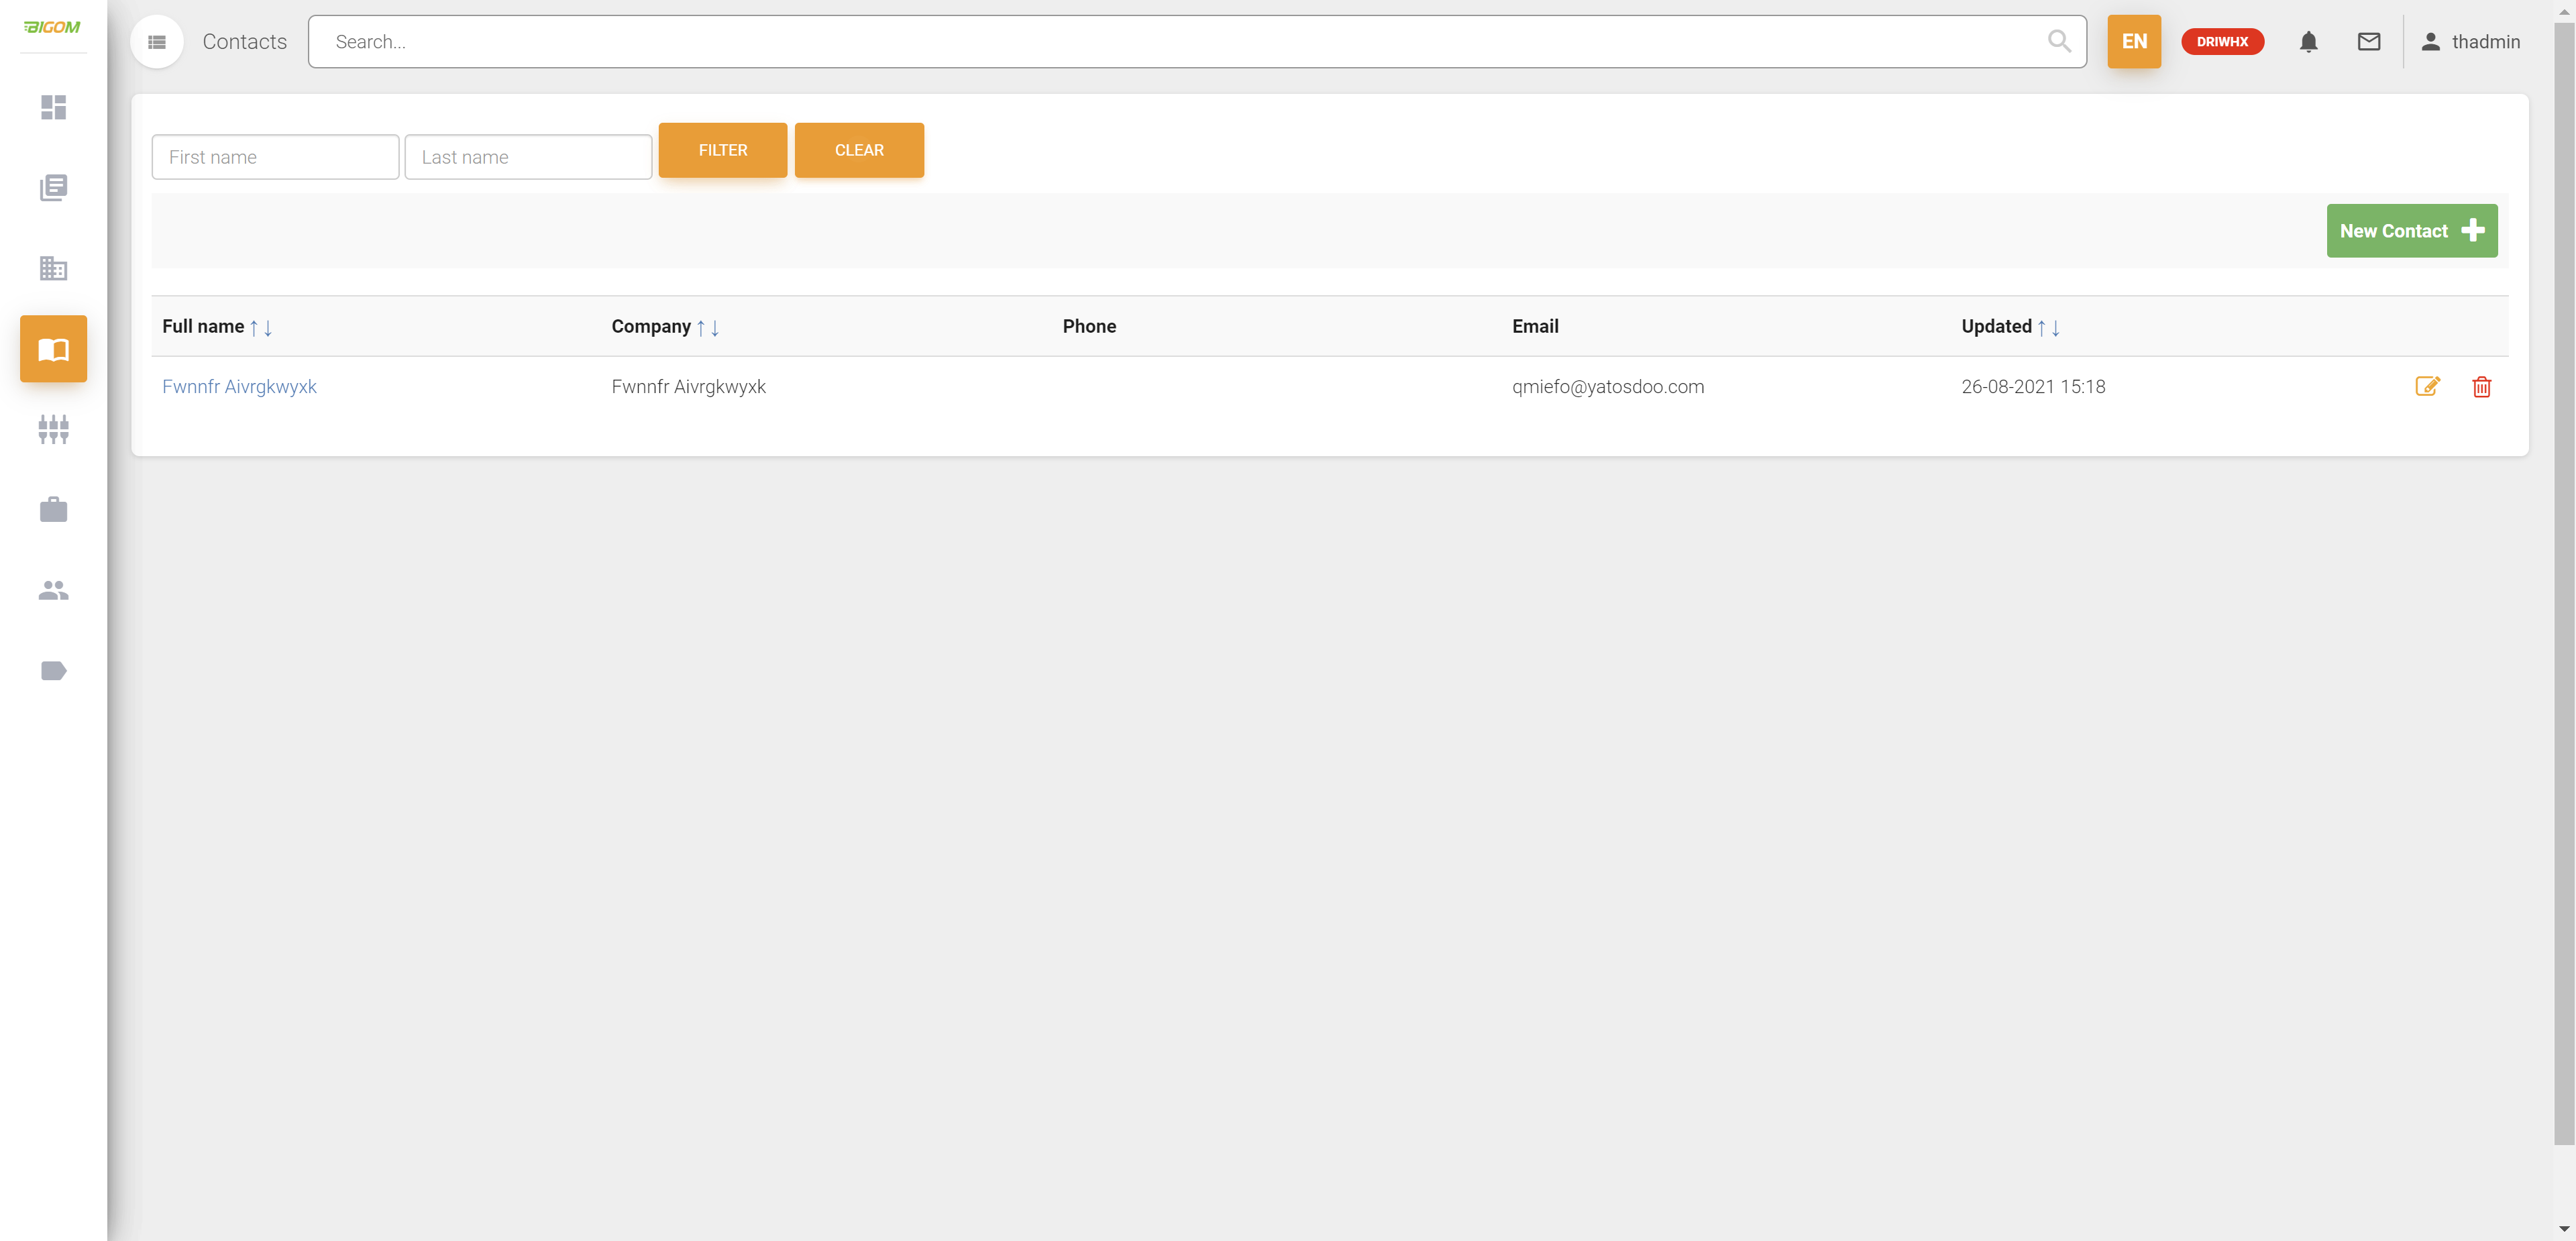 BIGOM
Contacts
Search...
EN
DRIWHX
thadmin
First name
Last name
FILTER
CLEAR
New Contact
Full name ↑↓ Company ↑↓ Phone Email Updated ↑↓
Fwnnfr Aivrgkwyxk Fwnnfr Aivrgkwyxk qmiefo@yatosdoo.com 26-08-2021 15:18